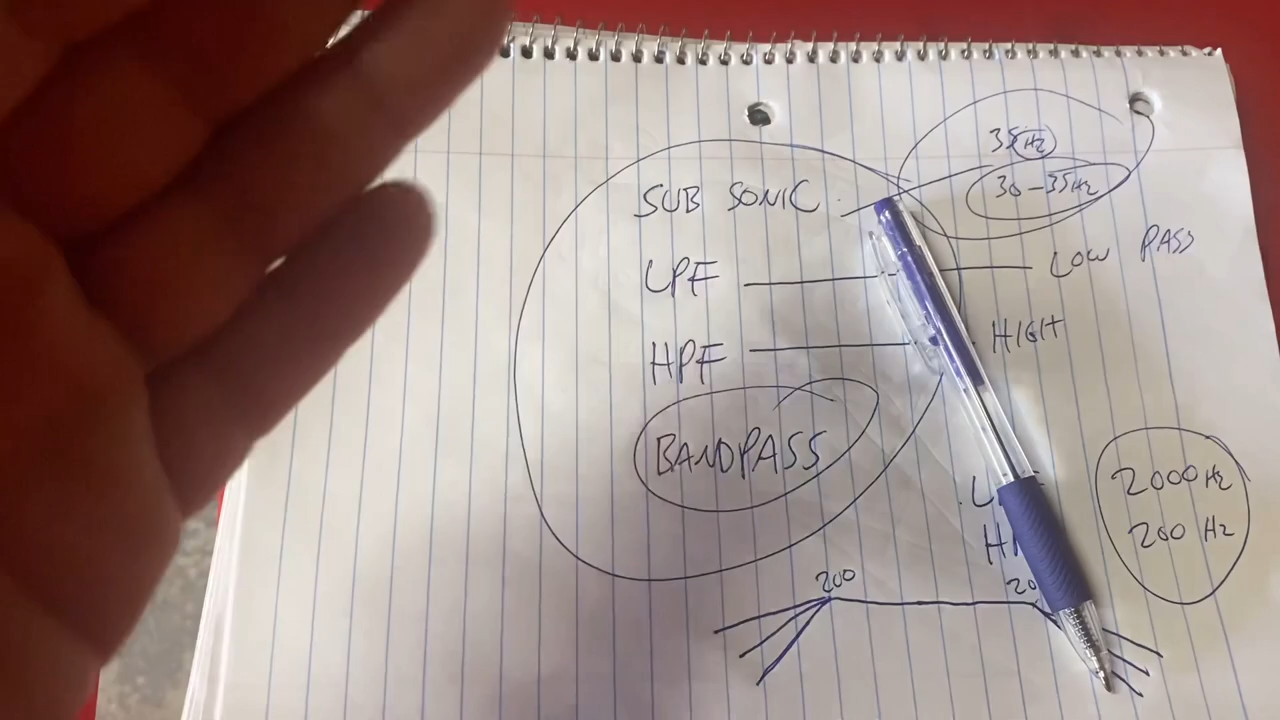 35Hz
SUB SONIC 30-35Hz
LPF LOW PASS
HPF HIGH
BANDPASS
2000 Hz
200 Hz
200